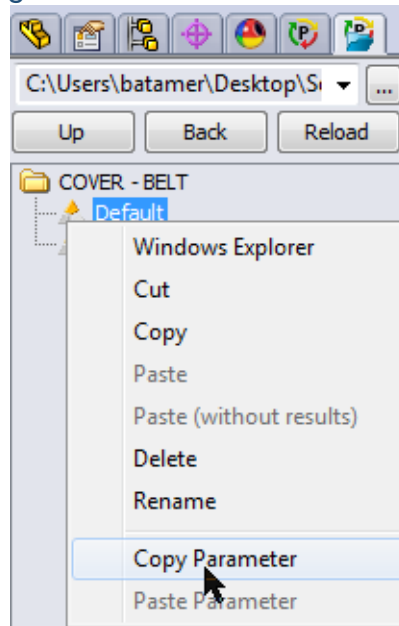 C:\Users\batamer\Desktop\S
...
Up Back Reload
COVER - BELT
Default
Windows Explorer
Cut
Copy
Paste
Paste (without results)
Delete
Rename
Copy Parameter
Paste Parameter